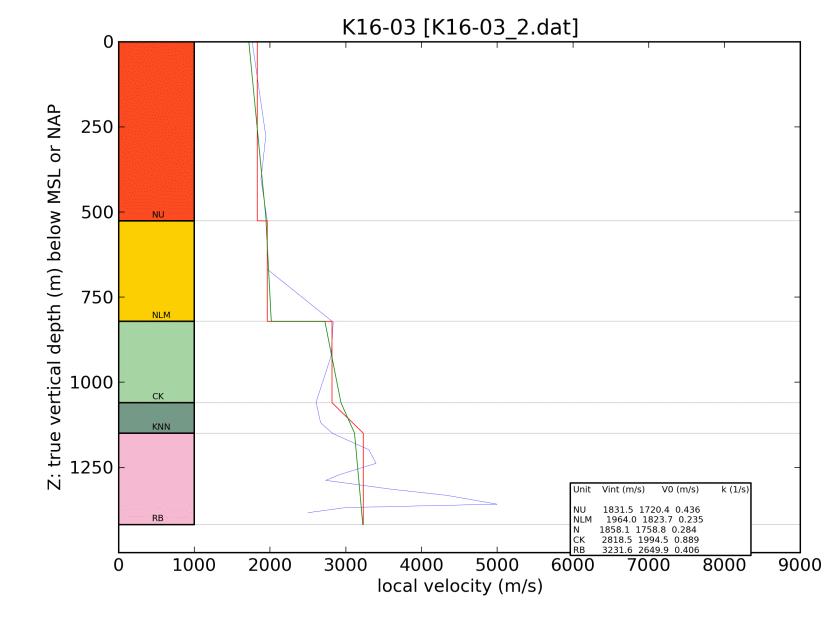 K16-03 [K16-03_2.dat]
Z: true vertical depth (m) below MSL or NAP
0
250
500
750
1000
1250
NU
NLM
CK
KNN
RB
Unit Vint (m/s) V0 (m/s) k (1/s)
NU 1831.5 1720.4 0.436
NLM 1964.0 1823.7 0.235
N 1858.1 1758.8 0.284
CK 2818.5 1994.5 0.889
RB 3231.6 2649.9 0.406
0 1000 2000 3000 4000 5000 6000 7000 8000 9000
local velocity (m/s)